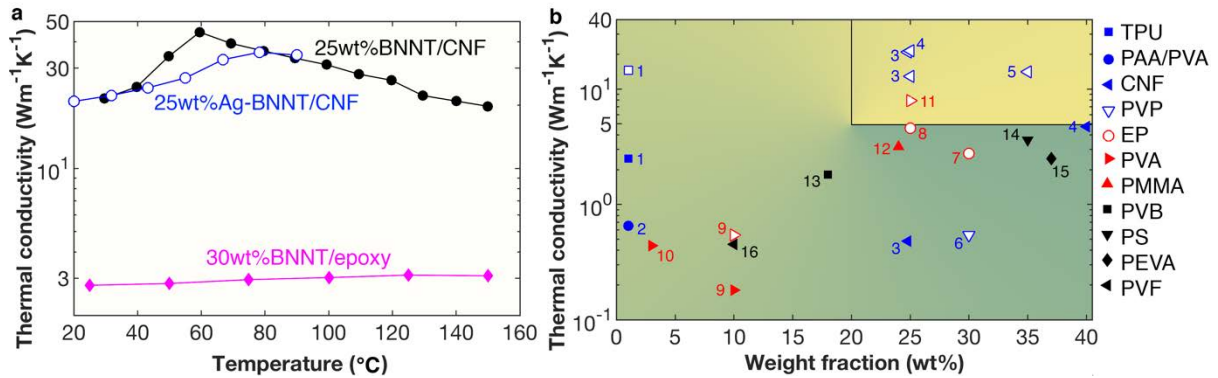 a
Thermal conductivity (Wm⁻¹K⁻¹)
50
30
10¹
3
25wt%BNNT/CNF
25wt%Ag-BNNT/CNF
30wt%BNNT/epoxy
20 40 60 80 100 120 140 160
Temperature (°C)
b
Thermal conductivity (Wm⁻¹K⁻¹)
40
10¹
5
10⁰
10⁻¹
4
3
1
3
5
11
8
4
14
12
7
15
1
13
2
9
6
10
16
3
9
0 5 10 15 20 25 30 35 40
Weight fraction (wt%)
TPU
PAA/PVA
CNF
PVP
EP
PVA
PMMA
PVB
PS
PEVA
PVF